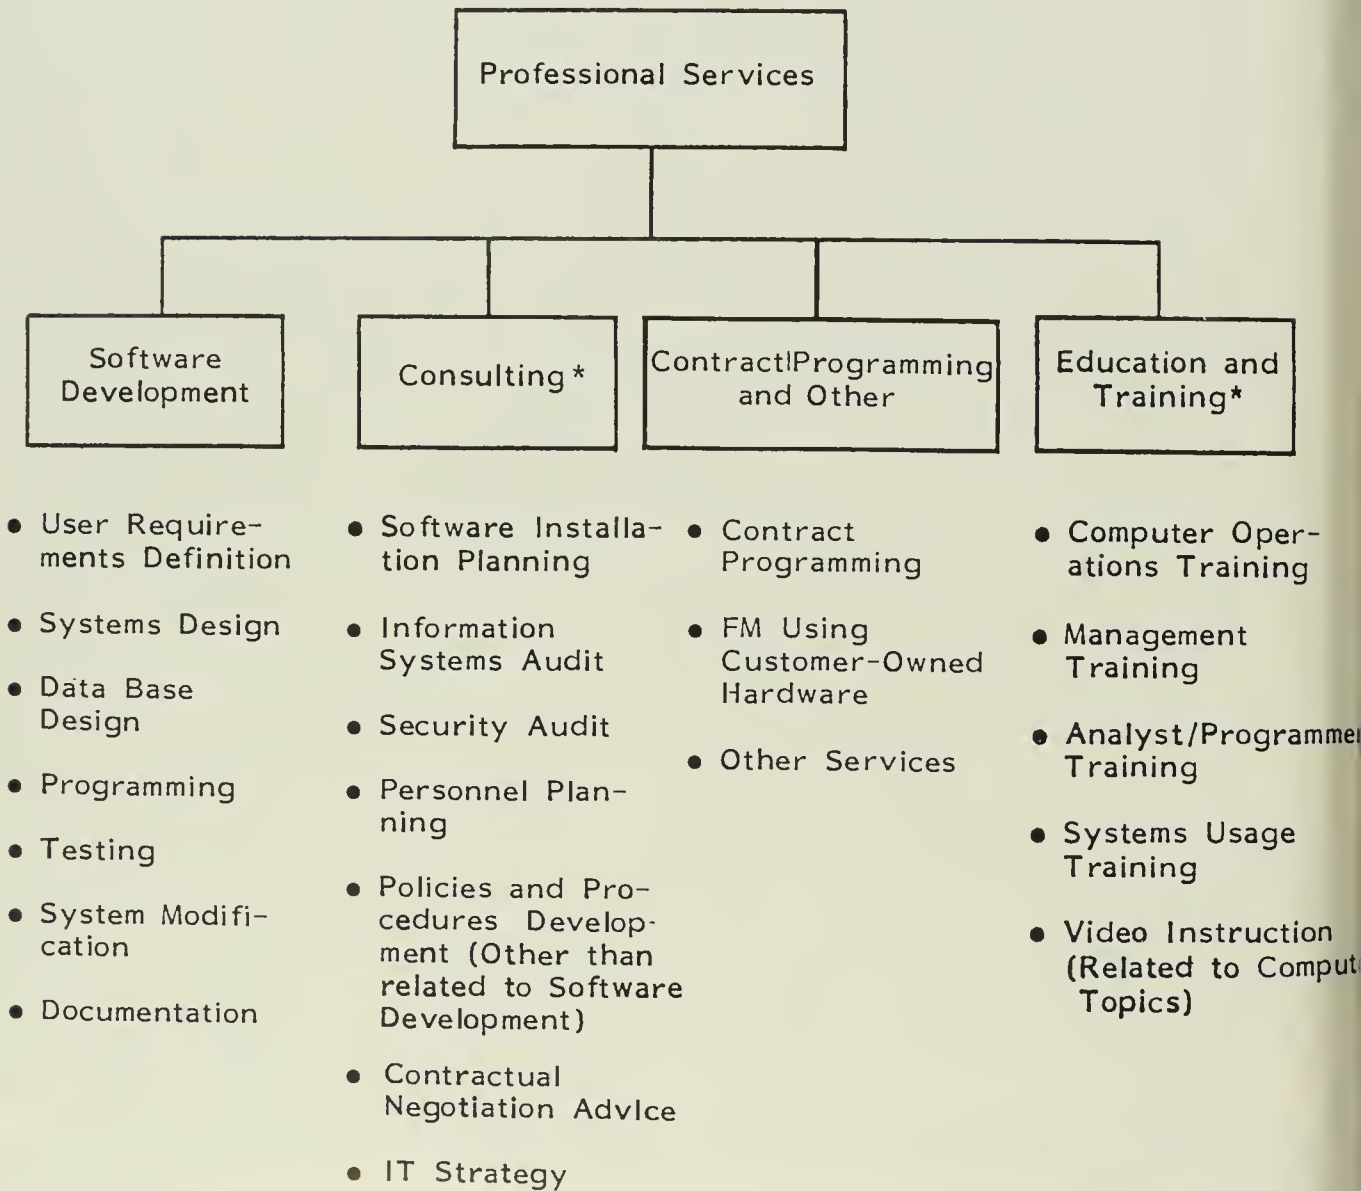 Professional Services
Software
Development
Consulting*
Contract Programming
and Other
Education and
Training*
• User Require-
ments Definition
• Systems Design
• Data Base
Design
• Programming
• Testing
• System Modifi-
cation
• Documentation
• Software Installa-
tion Planning
• Information
Systems Audit
• Security Audit
• Personnel Plan-
ning
• Policies and Pro-
cedures Develop-
ment (Other than
related to Software
Development)
• Contractual
Negotiation Advice
• IT Strategy
• Contract
Programming
• FM Using
Customer-Owned
Hardware
• Other Services
• Computer Oper-
ations Training
• Management
Training
• Analyst/Programmer
Training
• Systems Usage
Training
• Video Instruction
(Related to
Topics)